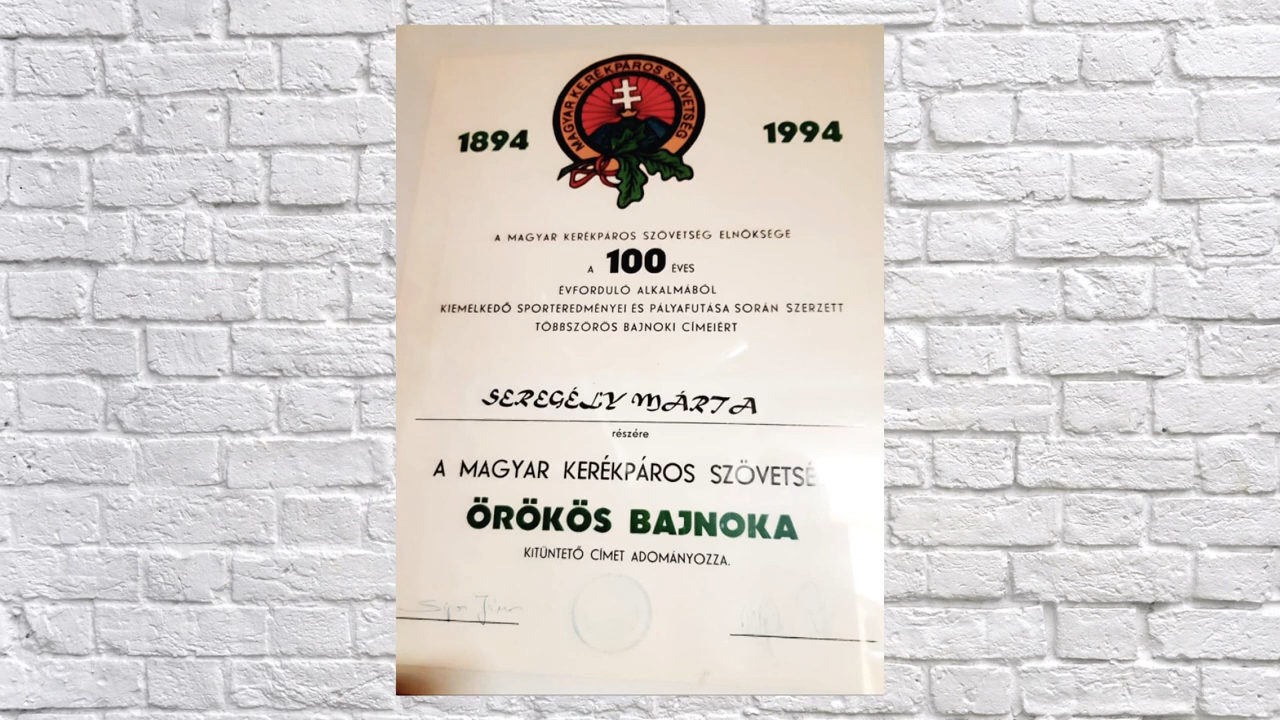 MAGYAR KERÉKPÁROS SZÖVETSÉG
1894
1994
A MAGYAR KERÉKPÁROS SZÖVETSÉG ELNÖKSÉGE
A 100 ÉVES
ÉVFORDULÓ ALKALMÁBÓL
KIEMELKEDŐ SPORTEREDMÉNYEI ÉS PÁLYAFUTÁSA SORÁN SZERZETT
TÖBBSZÖRÖS BAJNOKI CÍMEIÉRT
SEREGÉLY MÁRTA
részére
A MAGYAR KERÉKPÁROS SZÖVETSÉ
ÖRÖKÖS BAJNOKA
KITÜNTETŐ CÍMET ADOMÁNYOZZA.